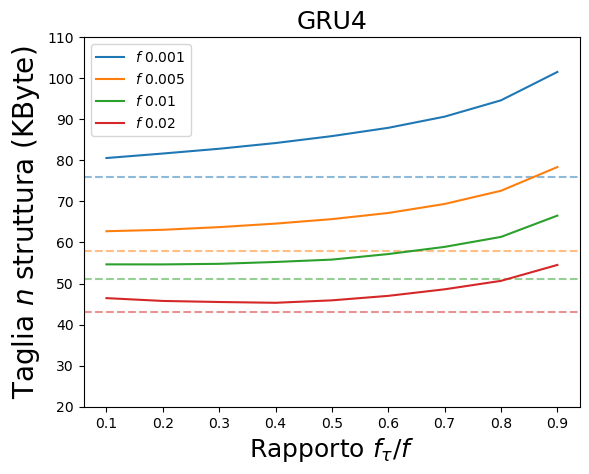 GRU4
Taglia n struttura (KByte)
110
100
90
80
70
60
50
40
30
20
f 0.001
f 0.005
f 0.01
f 0.02
0.1 0.2 0.3 0.4 0.5 0.6 0.7 0.8 0.9
Rapporto fτ/f